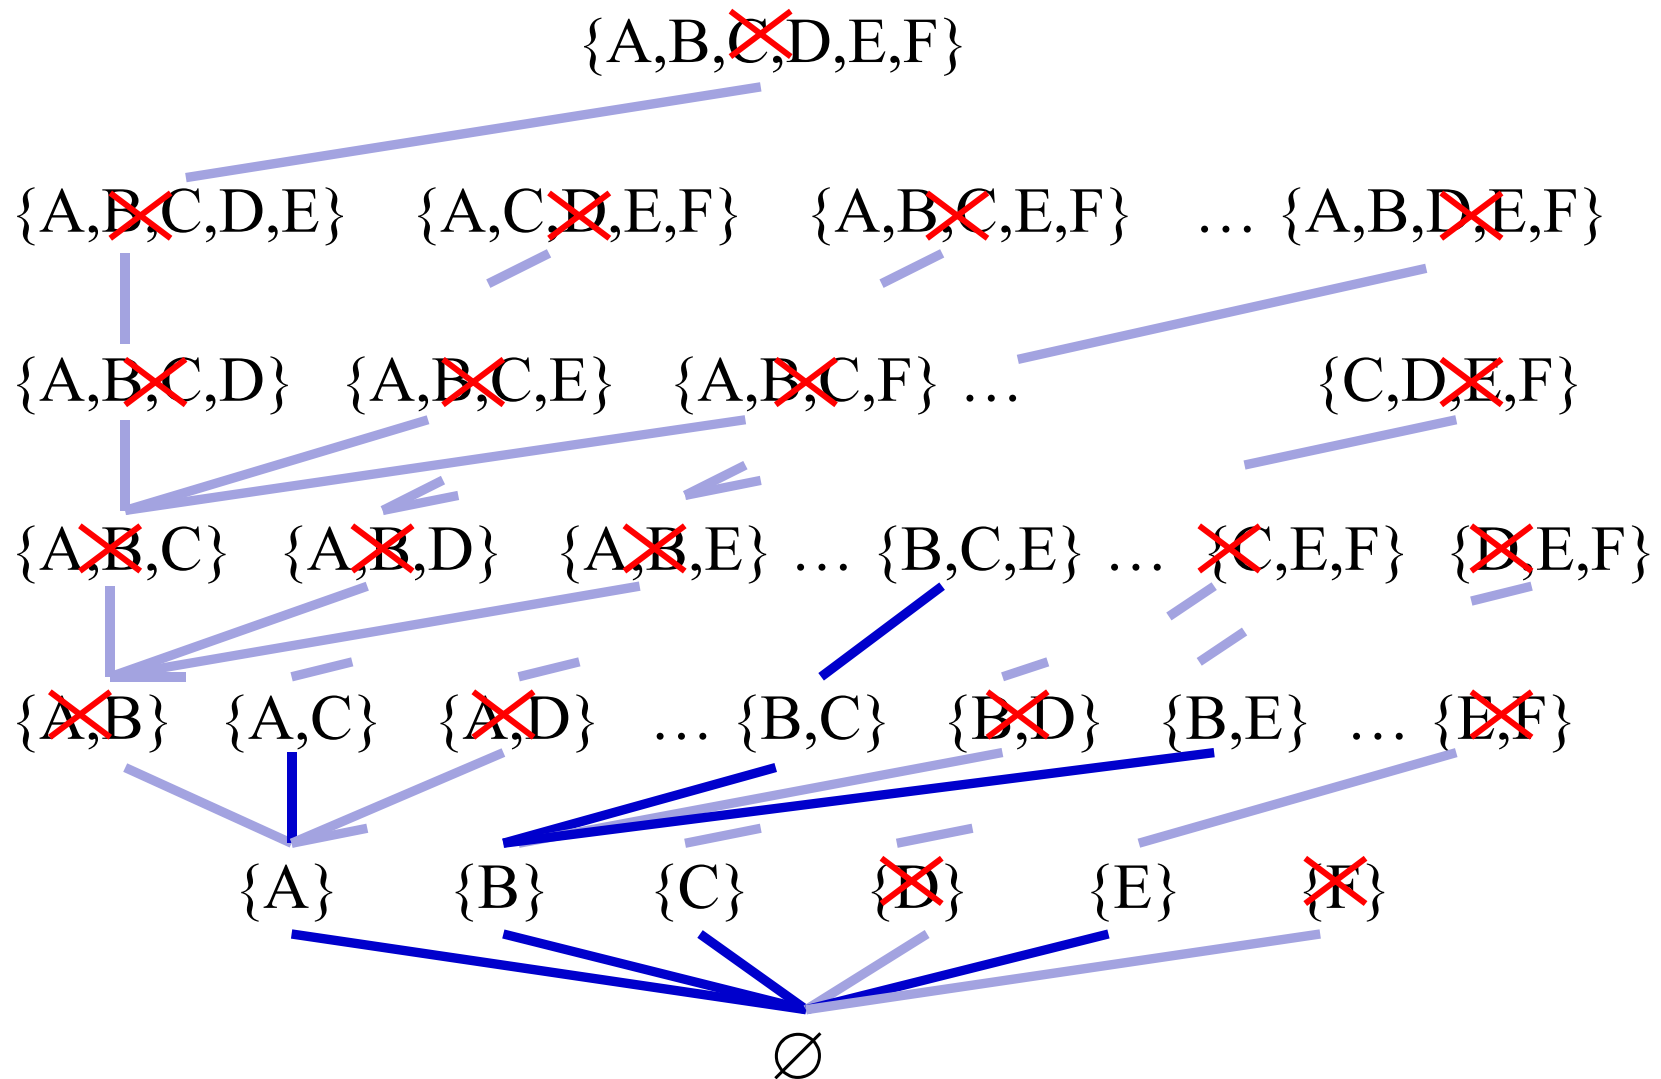 {A,B,C,D,E,F}
{A,B,C,D,E} {A,C,D,E,F} {A,B,C,E,F} … {A,B,D,E,F}
{A,B,C,D} {A,B,C,E} {A,B,C,F} … {C,D,E,F}
{A,B,C} {A,B,D} {A,B,E} … {B,C,E} … {C,E,F} {D,E,F}
{A,B} {A,C} {A,D} … {B,C} {B,D} {B,E} … {E,F}
{A} {B} {C} {D} {E} {F}
∅